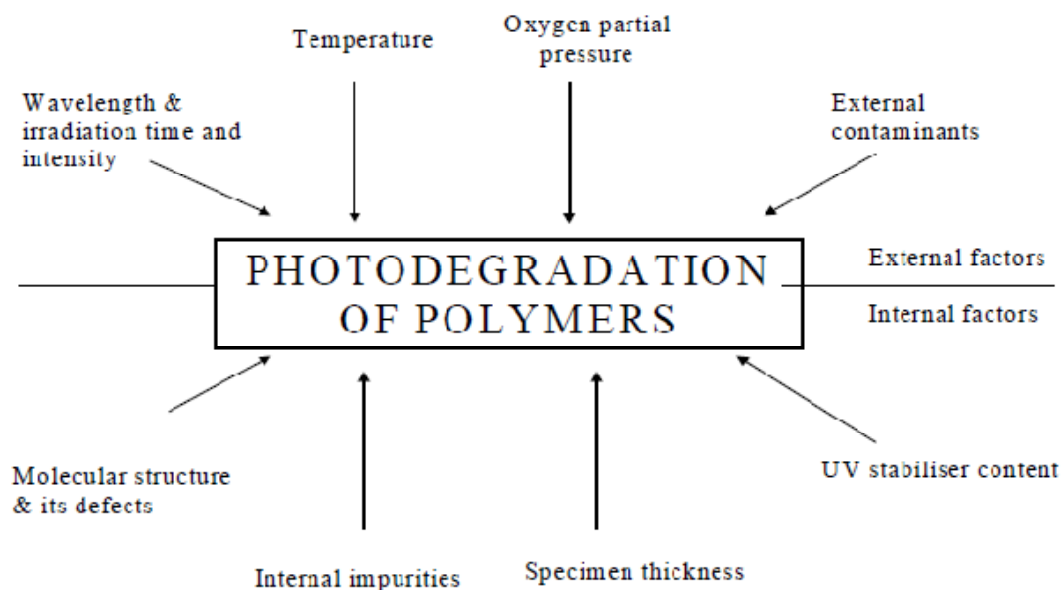 Temperature
Oxygen partial
pressure
Wavelength &
irradiation time and
intensity
External
contaminants
PHOTODEGRADATION
OF POLYMERS
External factors
Internal factors
Molecular structure
& its defects
UV stabiliser content
Internal impurities
Specimen thickness